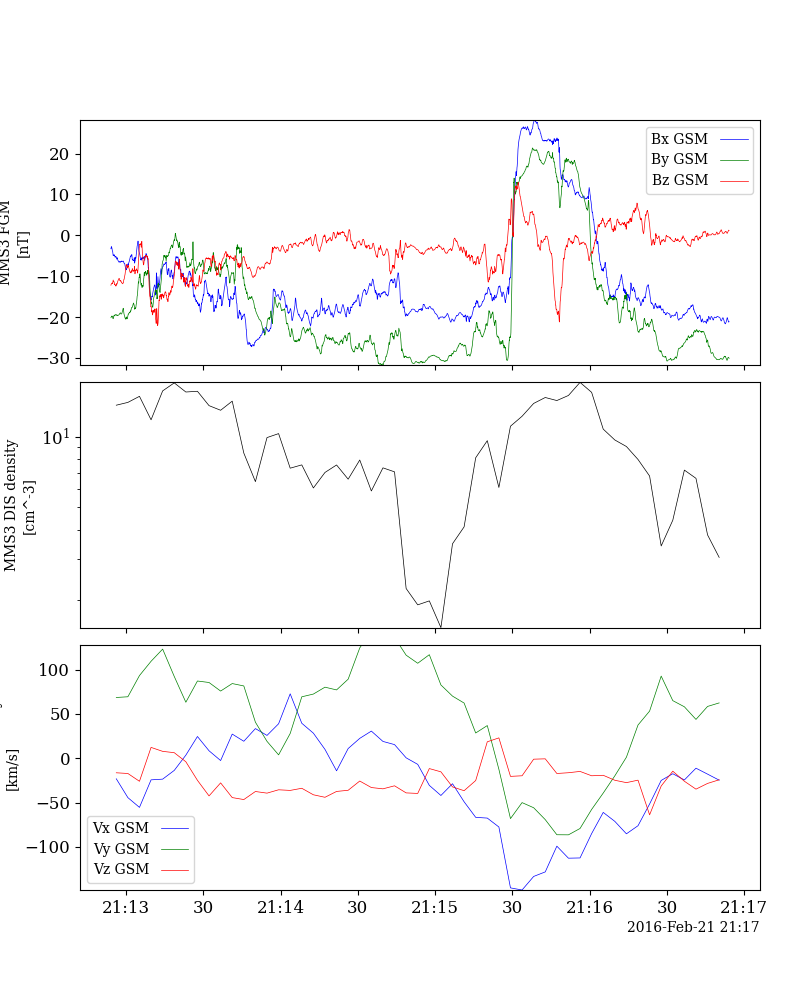 MMS3 FGM
[nT]
20
10
0
−10
−20
−30
Bx GSM
By GSM
Bz GSM
MMS3 DIS density
[cm^-3]
10^1
[km/s]
100
50
0
−50
−100
Vx GSM
Vy GSM
Vz GSM
21:13 30 21:14 30 21:15 30 21:16 30 21:17
2016-Feb-21 21:17